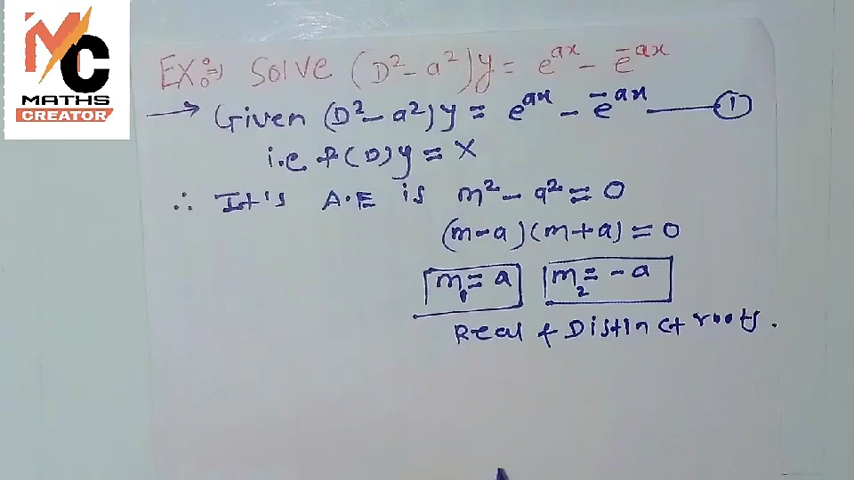 MC
MATHS
CREATOR
EX:⇒ Solve (D² - a²)y = e^{ax} - e^{-ax}
→ Given (D² - a²)y = e^{ax} - e^{-ax} —— ①
i.e f(D)y = X
∴ It's A.E is m² - a² = 0
(m - a)(m + a) = 0
m₁ = a m₂ = - a
Real & Distinct roots.